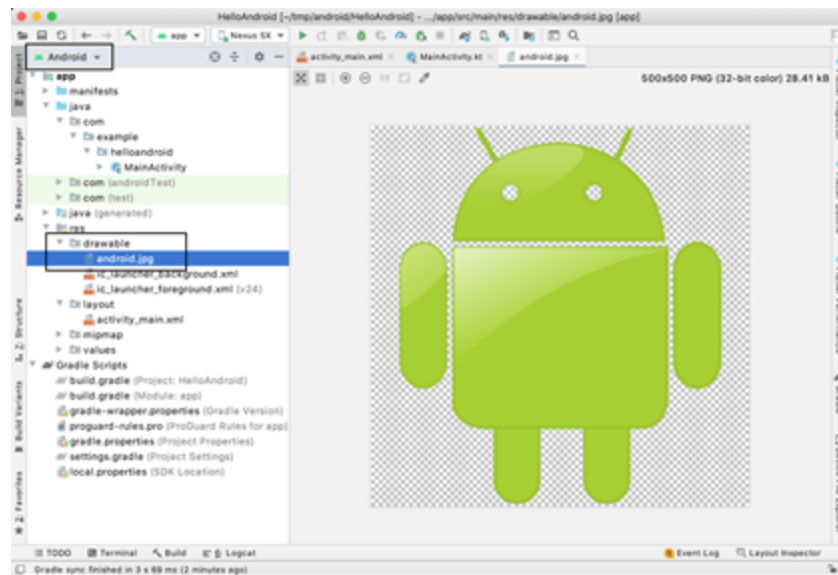 HelloAndroid [~/tmp/android/HelloAndroid] - .../app/src/main/res/drawable/android.jpg [app]
app
Nexus 5X
Android
activity_main.xml
MainActivity.kt
android.jpg
500x500 PNG (32-bit color) 28.41 kB
1: Project
Resource Manager
app
manifests
java
com
example
helloandroid
MainActivity
com (androidTest)
com (test)
java (generated)
res
drawable
android.jpg
ic_launcher_background.xml
ic_launcher_foreground.xml (v24)
layout
activity_main.xml
mipmap
values
Gradle Scripts
build.gradle (Project: HelloAndroid)
build.gradle (Module: app)
gradle-wrapper.properties (Gradle Version)
proguard-rules.pro (ProGuard Rules for app)
gradle.properties (Project Properties)
settings.gradle (Project Settings)
local.properties (SDK Location)
Z: Structure
Build Variants
2: Favorites
TODO
Terminal
Build
6: Logcat
Event Log
Layout Inspector
Gradle sync finished in 3 s 69 ms (2 minutes ago)